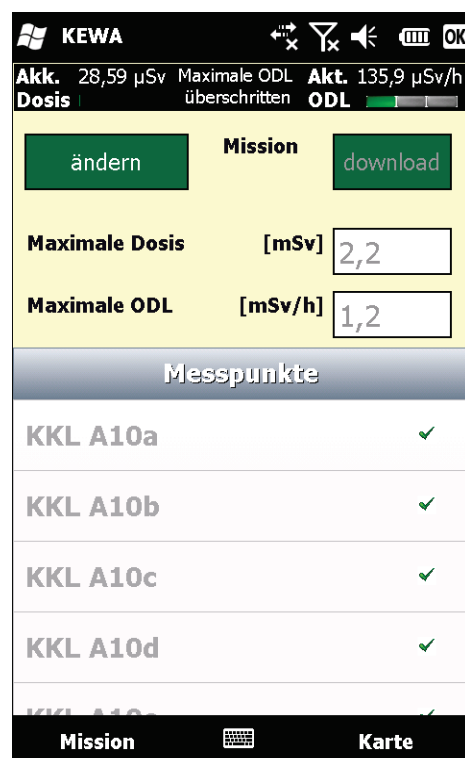 KEWA OK
Akk. 28,59 µSv Maximale ODL Akt. 135,9 µSv/h
Dosis überschritten ODL
ändern Mission download
Maximale Dosis [mSv] 2,2
Maximale ODL [mSv/h] 1,2
Messpunkte
KKL A10a
KKL A10b
KKL A10c
KKL A10d
Mission Karte